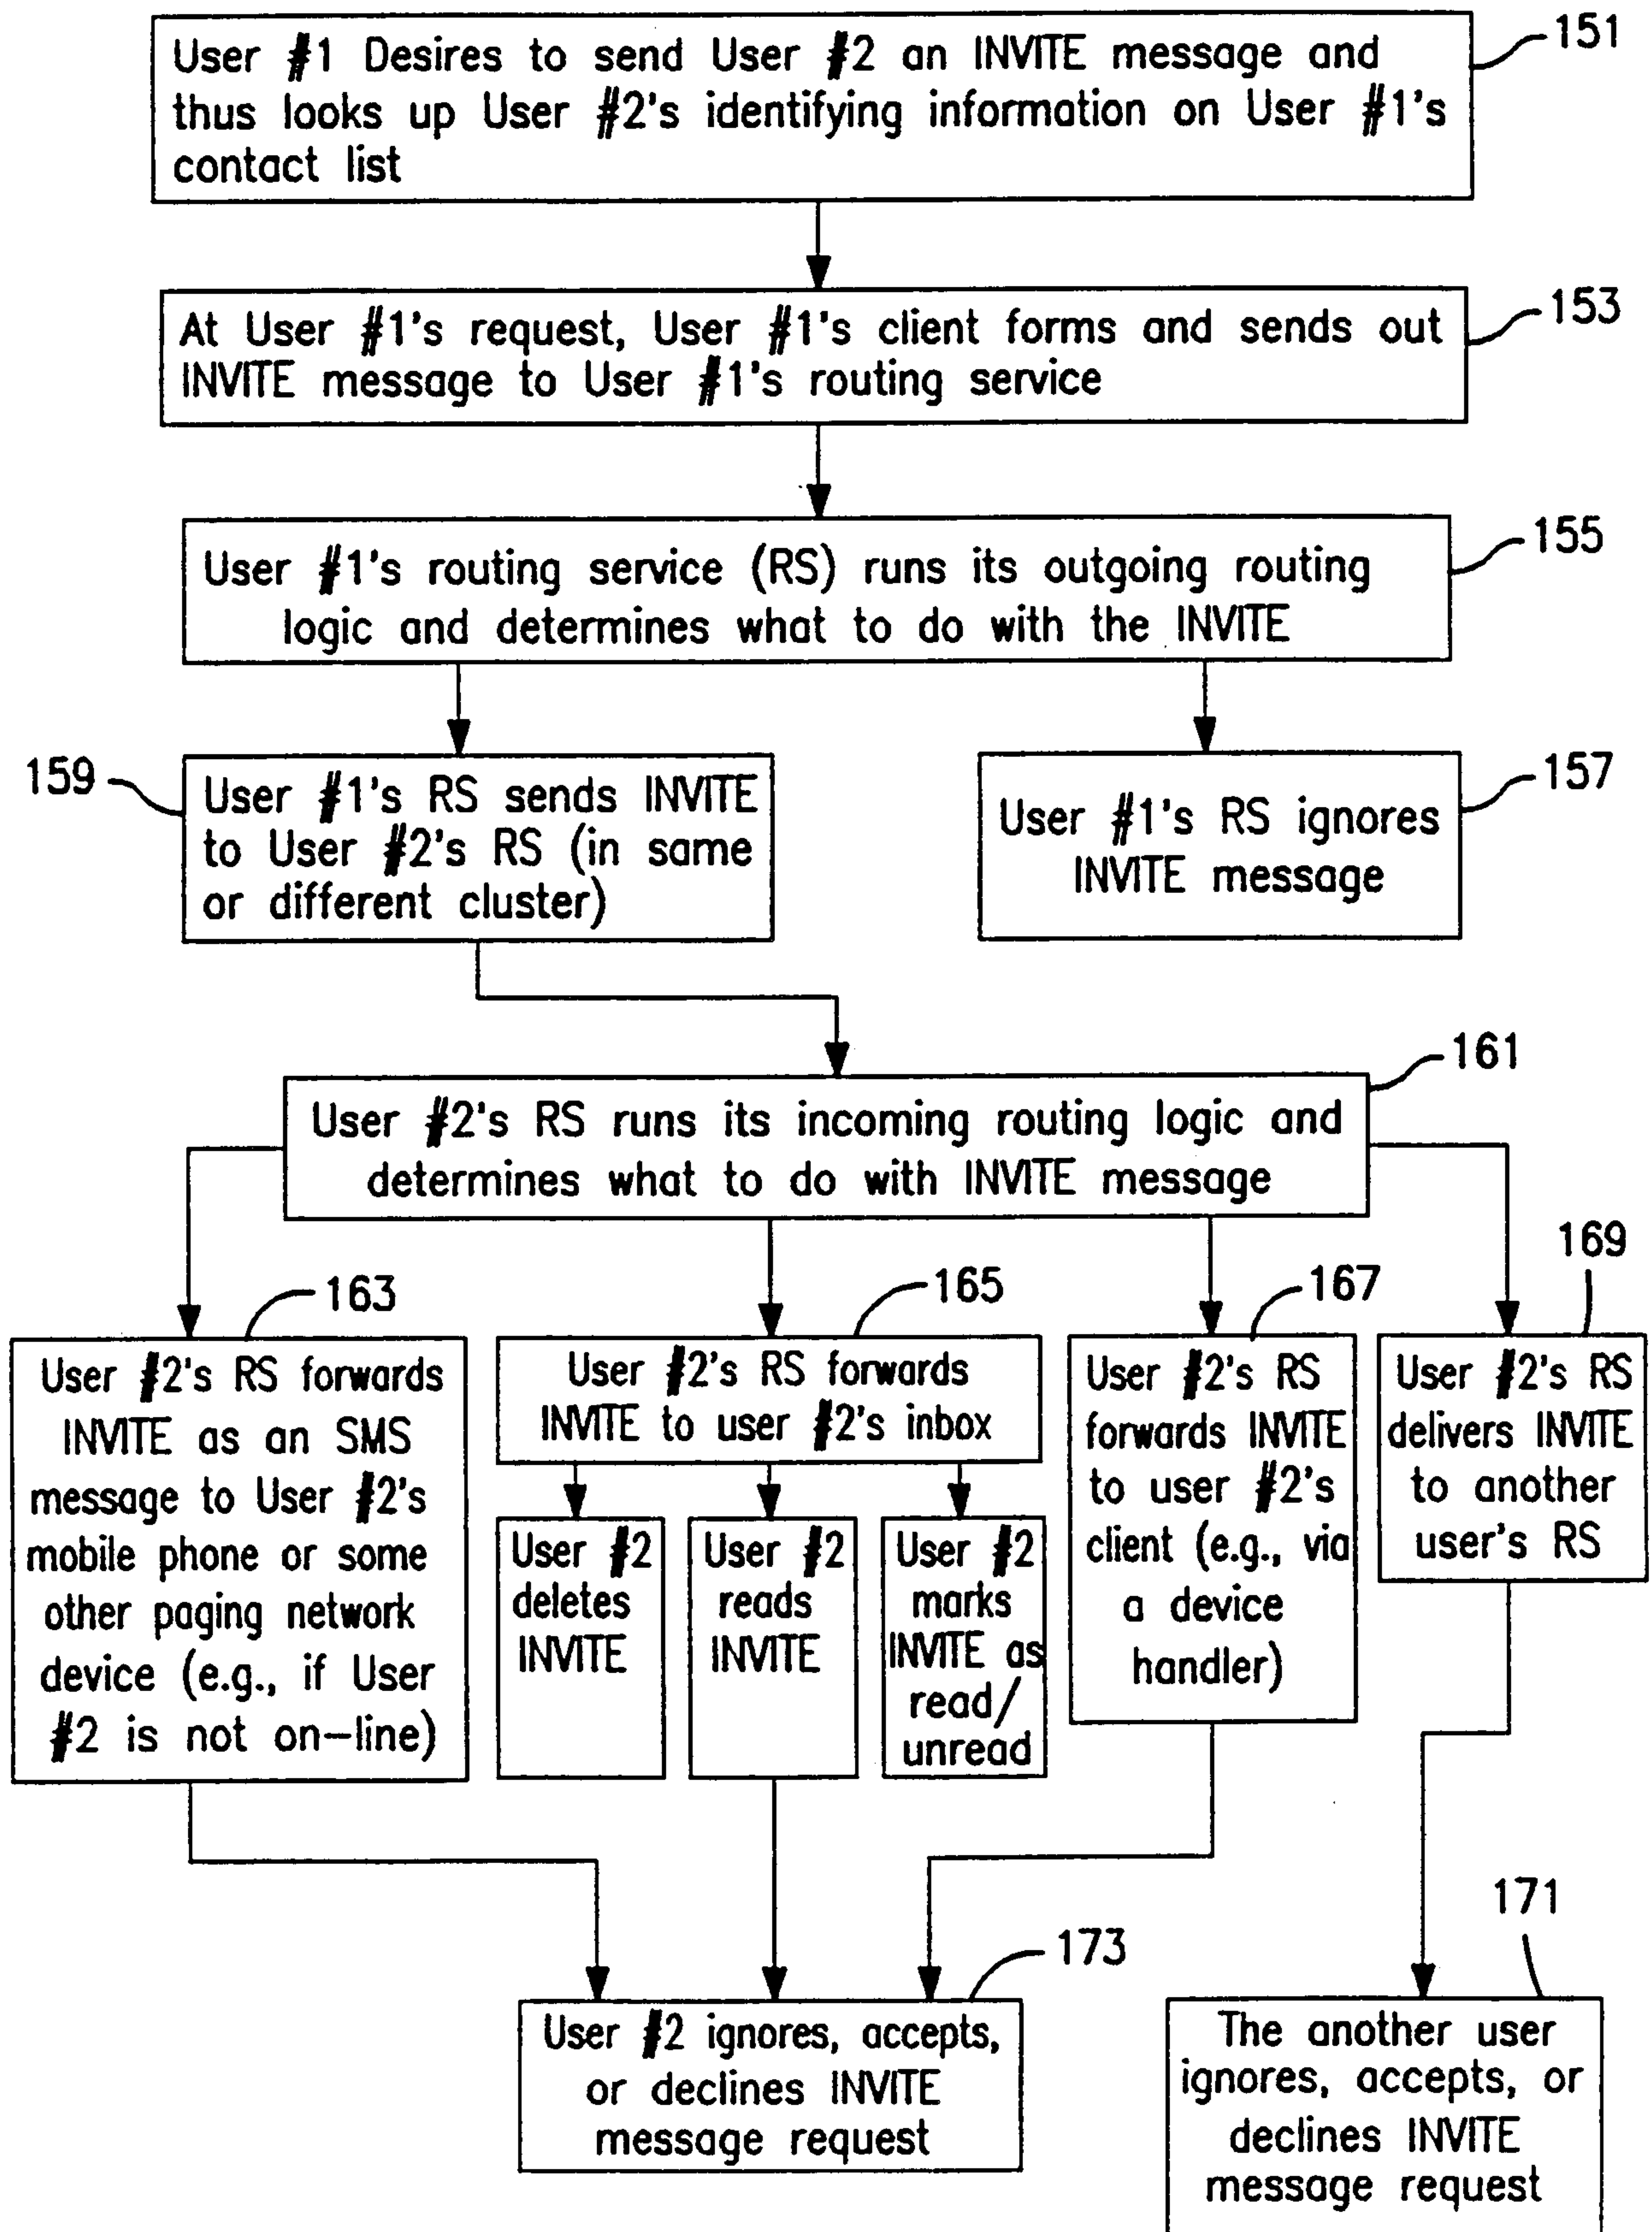 User #1 Desires to send User #2 an INVITE message and
thus looks up User #2's identifying information on User #1's
contact list
151
At User #1's request, User #1's client forms and sends out
INVITE message to User #1's routing service
153
User #1's routing service (RS) runs its outgoing routing
logic and determines what to do with the INVITE
155
159
User #1's RS sends INVITE
to User #2's RS (in same
or different cluster)
User #1's RS ignores
INVITE message
157
User #2's RS runs its incoming routing logic and
determines what to do with INVITE message
161
163
User #2's RS forwards
INVITE as an SMS
message to User #2's
mobile phone or some
other paging network
device (e.g., if User
#2 is not on-line)
165
User #2's RS forwards
INVITE to user #2's inbox
User #2
deletes
INVITE
User #2
reads
INVITE
User #2
marks
INVITE as
read/
unread
167
User #2's RS
forwards INVITE
to user #2's
client (e.g., via
a device
handler)
169
User #2's RS
delivers INVITE
to another
user's RS
173
User #2 ignores, accepts,
or declines INVITE
message request
171
The another user
ignores, accepts, or
declines INVITE
message request